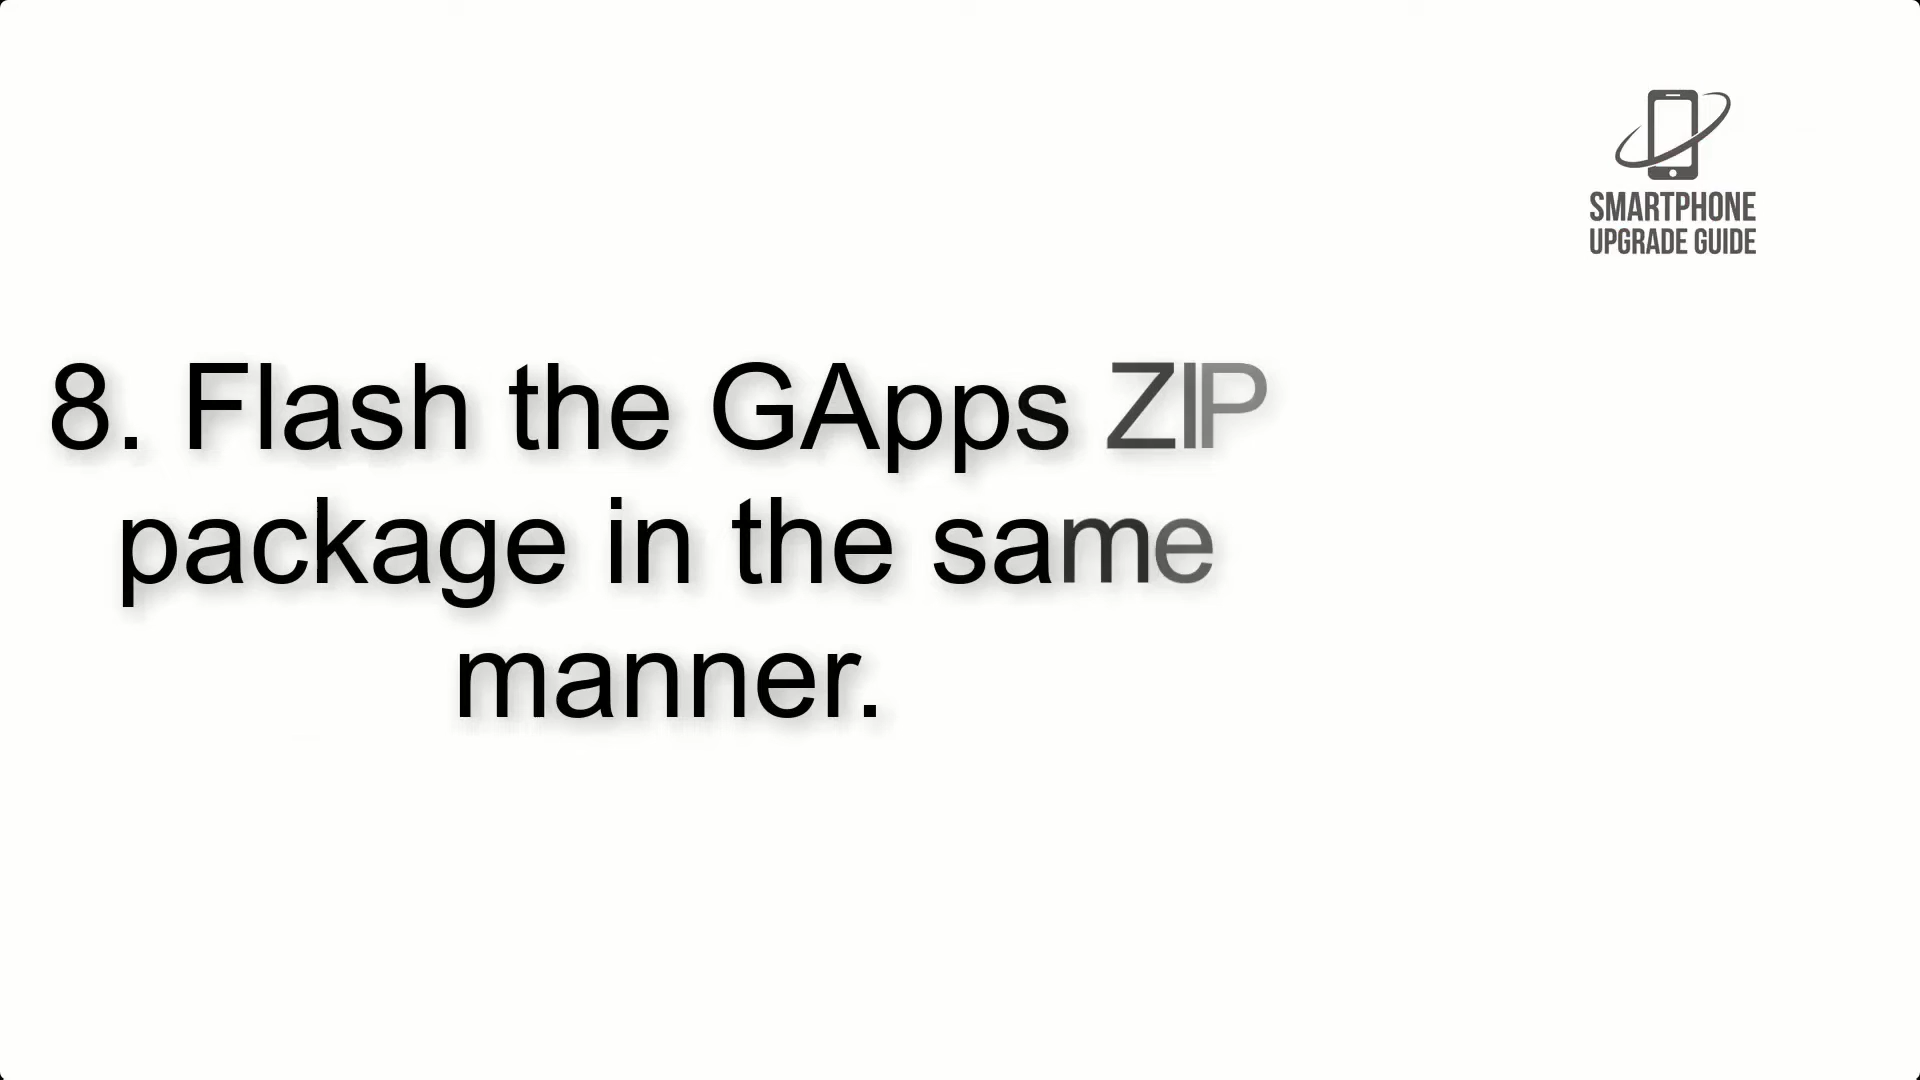 SMARTPHONE
UPGRADE GUIDE
8. Flash the GApps ZIP
package in the same
manner.